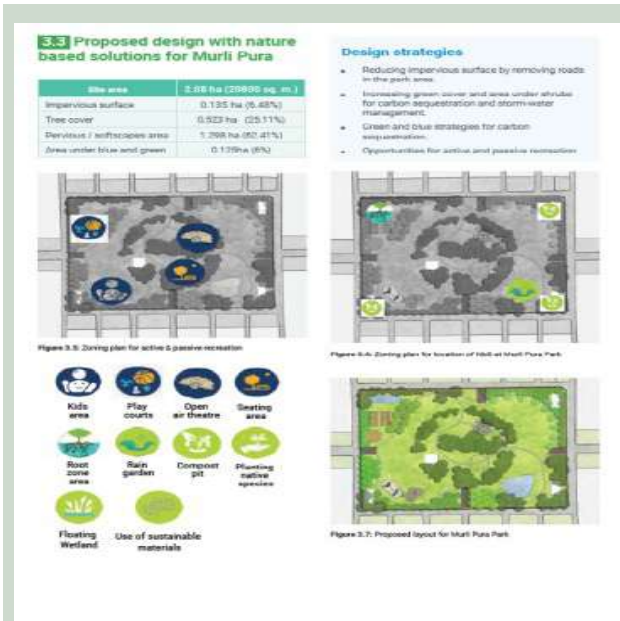 3.3 Proposed design with nature
based solutions for Murli Pura
Site area 2.08 ha (20800 sq. m.)
Impervious surface 0.135 ha (6.48%)
Tree cover 0.523 ha (25.11%)
Pervious / softscapes area 1.298 ha (62.41%)
Area under blue and green 0.125ha (6%)
Figure 3.5: Zoning plan for active & passive recreation
Kids
area
Play
courts
Open
air theatre
Seating
area
Root
zone
area
Rain
garden
Compost
pit
Planting
native
species
Floating
Wetland
Use of sustainable
materials
Design strategies
• Reducing impervious surface by removing roads
in the park area.
• Increasing green cover and area under shrubs
for carbon sequestration and storm-water
management.
• Green and blue strategies for carbon
sequestration.
• Opportunities for active and passive recreation
Zoning plan for location of NbS at Murli Pura Park
Figure 3.7: Proposed layout for Murli Pura Park